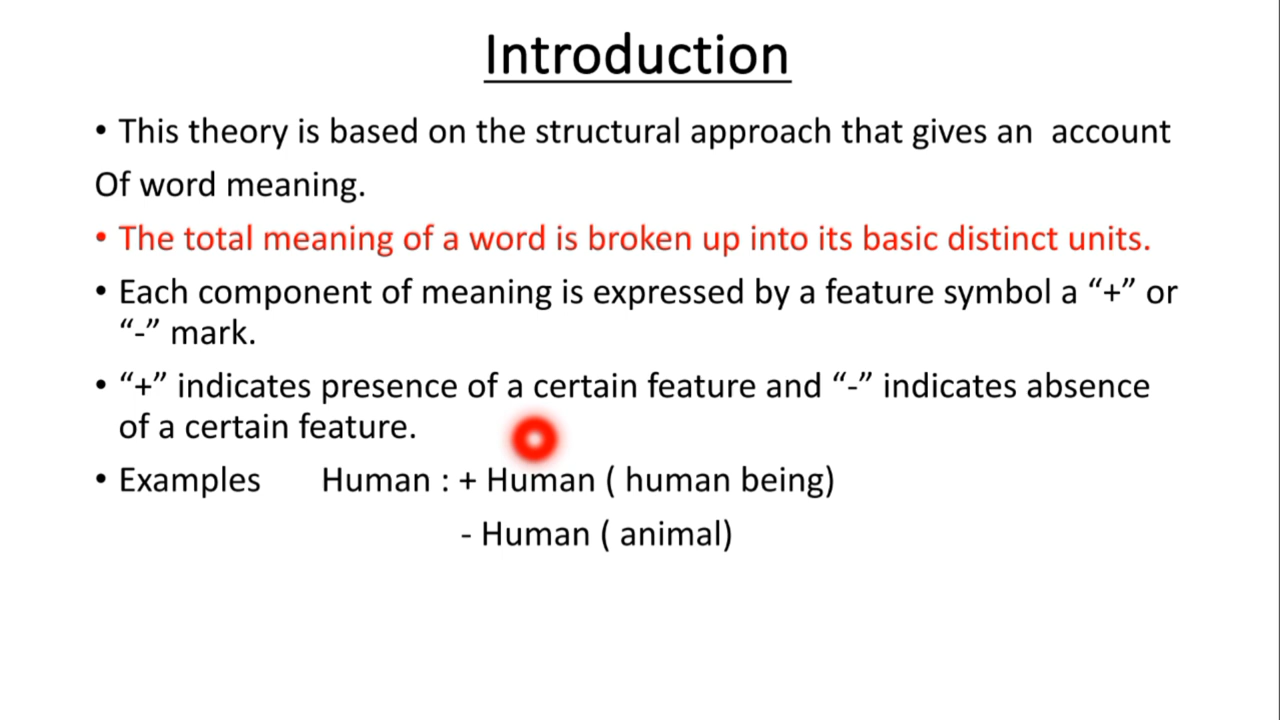 Introduction
• This theory is based on the structural approach that gives an account
Of word meaning.
• The total meaning of a word is broken up into its basic distinct units.
• Each component of meaning is expressed by a feature symbol a “+” or
“-” mark.
• “+” indicates presence of a certain feature and “-” indicates absence
of a certain feature.
• Examples Human : + Human ( human being)
- Human ( animal)